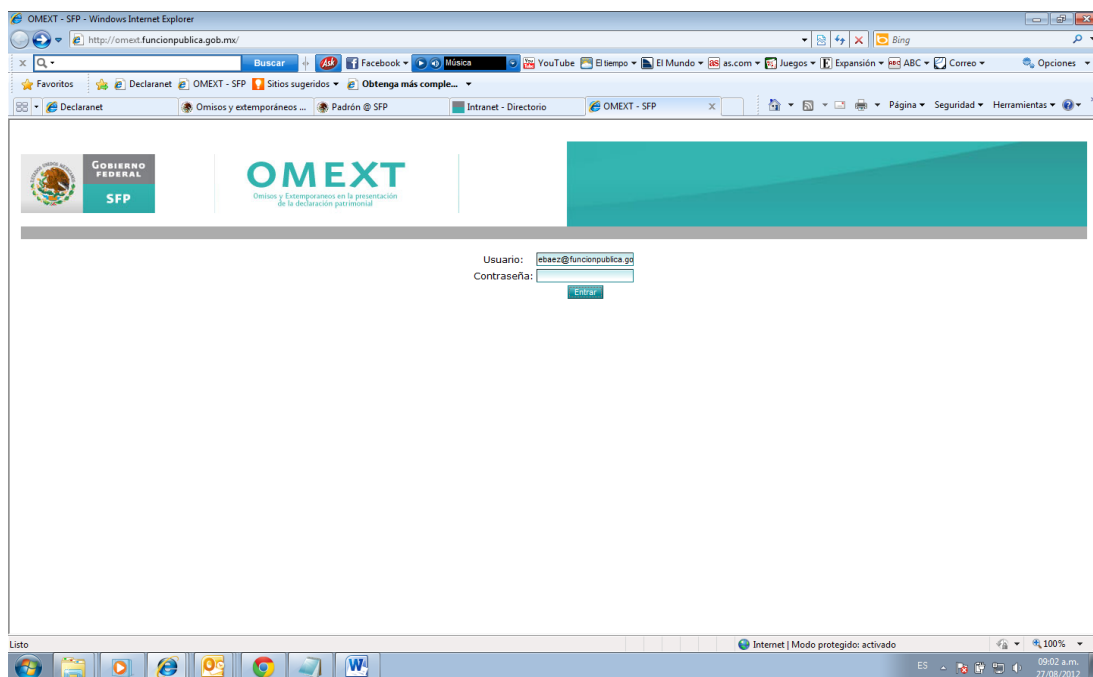 OMEXT - SFP - Windows Internet Explorer
http://omext.funcionpublica.gob.mx/
Bing
Buscar Ask Facebook Música YouTube El tiempo El Mundo as as.com Juegos E Expansión ABC ABC Correo Opciones
Favoritos Declaranet OMEXT - SFP Sitios sugeridos Obtenga más comple...
Declaranet Omisos y extemporáneos ... Padrón @ SFP Intranet - Directorio OMEXT - SFP x Página Seguridad Herramientas
GOBIERNO
FEDERAL
SFP
OMEXT
Omisos y Extemporaneos en la presentación
de la declaración patrimonial
Usuario: ebaez@funcionpublica.go
Contraseña:
Entrar
Listo Internet | Modo protegido: activado 100%
ES 09:02 a.m.
27/08/2012